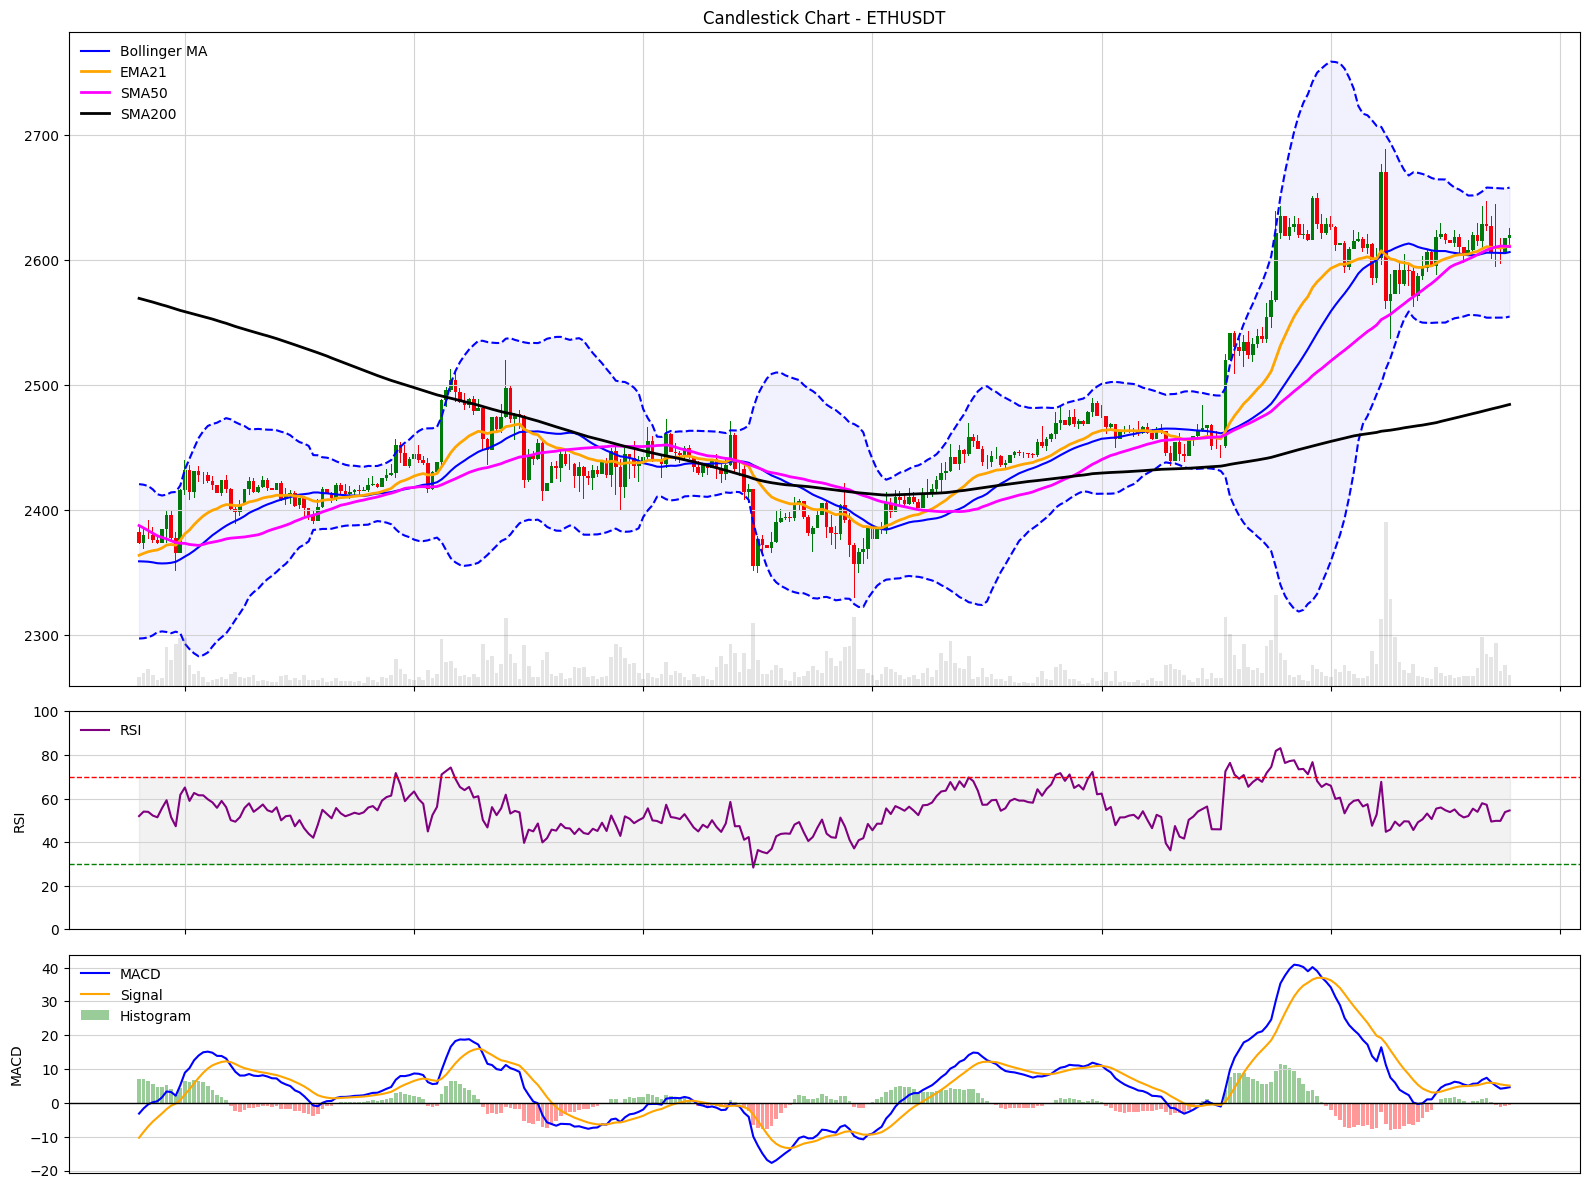 Candlestick Chart - ETHUSDT
Bollinger MA
EMA21
SMA50
SMA200
2700
2600
2500
2400
2300
100
80
60
40
20
0
RSI
RSI
40
30
20
10
0
−10
−20
MACD
MACD
Signal
Histogram